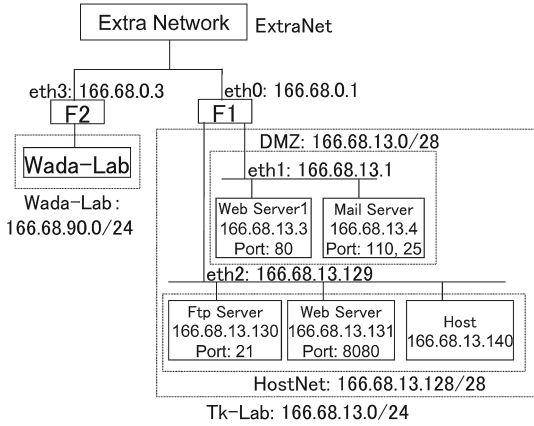 Extra Network
ExtraNet
eth3: 166.68.0.3
eth0: 166.68.0.1
F2
F1
Wada-Lab
Wada-Lab:
166.68.90.0/24
DMZ: 166.68.13.0/28
eth1: 166.68.13.1
Web Server1
166.68.13.3
Port: 80
Mail Server
166.68.13.4
Port: 110, 25
eth2: 166.68.13.129
Ftp Server
166.68.13.130
Port: 21
Web Server
166.68.13.131
Port: 8080
Host
166.68.13.140
HostNet: 166.68.13.128/28
Tk-Lab: 166.68.13.0/24